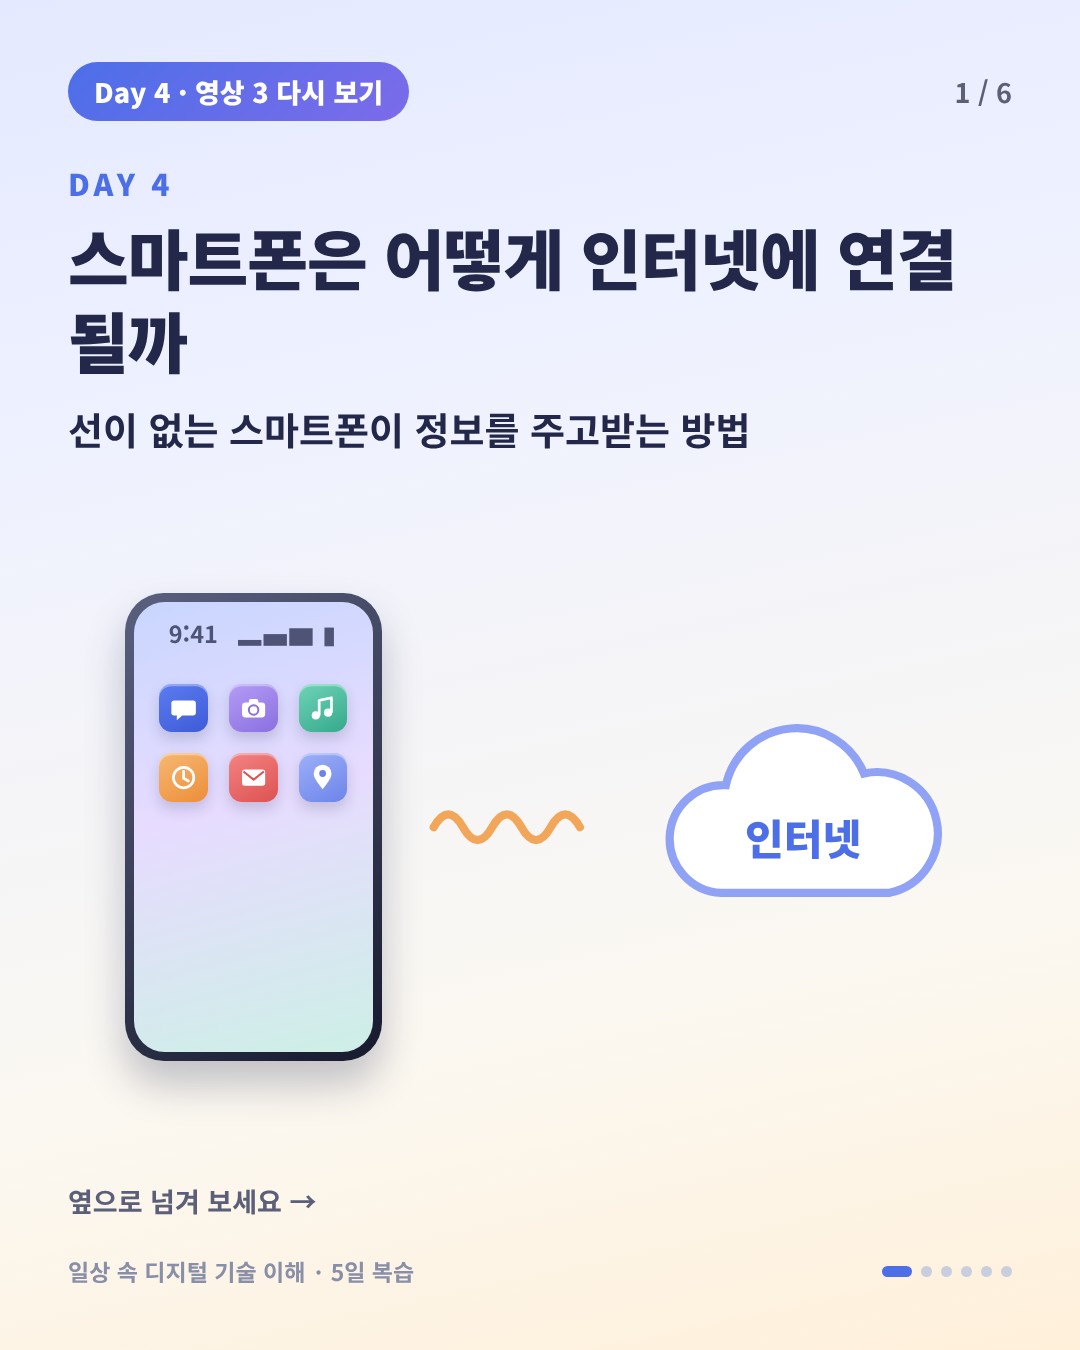 Day 4 · 영상 3 다시 보기
1 / 6
DAY 4
스마트폰은 어떻게 인터넷에 연결
될까
선이 없는 스마트폰이 정보를 주고받는 방법
9:41
인터넷
옆으로 넘겨 보세요 →
일상 속 디지털 기술 이해 · 5일 복습